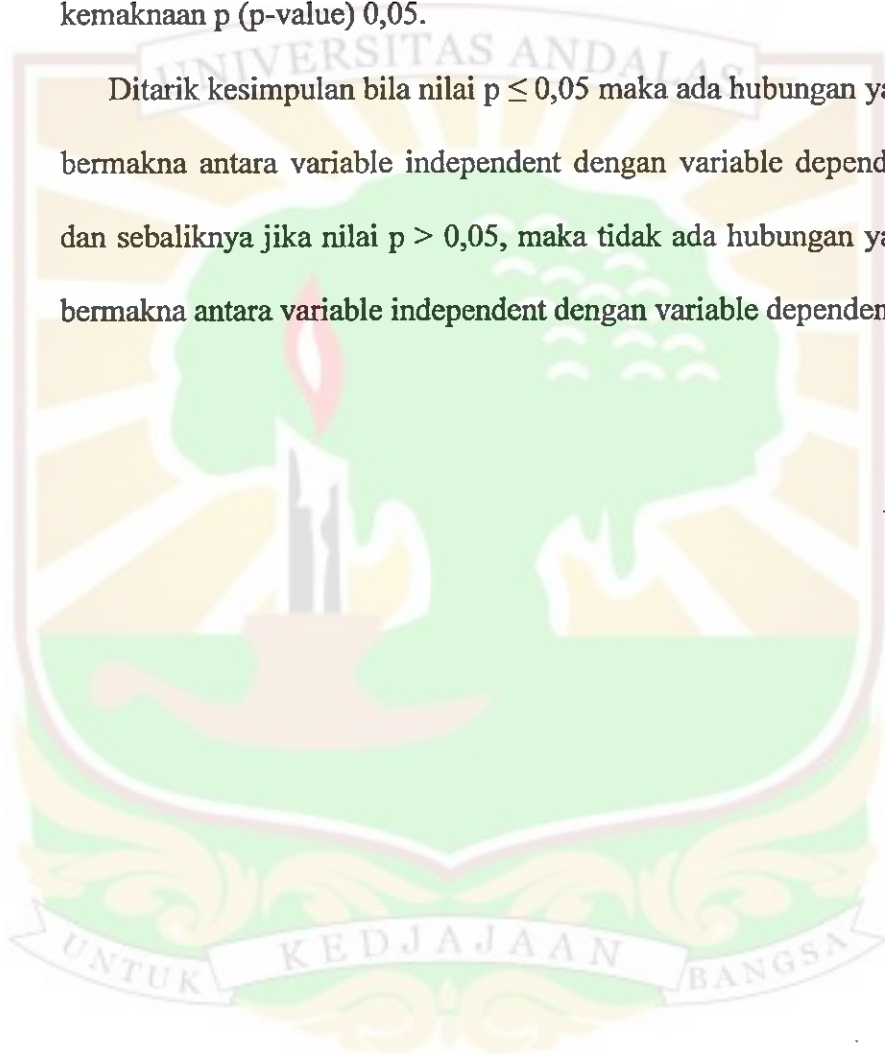 kemaknaan p (p-value) 0,05.
UNIVERSITAS ANDALAS
Ditarik kesimpulan bila nilai p ≤ 0,05 maka ada hubungan
bermakna antara variable independent dengan variable
dan sebaliknya jika nilai p > 0,05, maka tidak ada hubungan
bermakna antara variable independent dengan variable
UNTUK KEDJAJAAN BANGSA